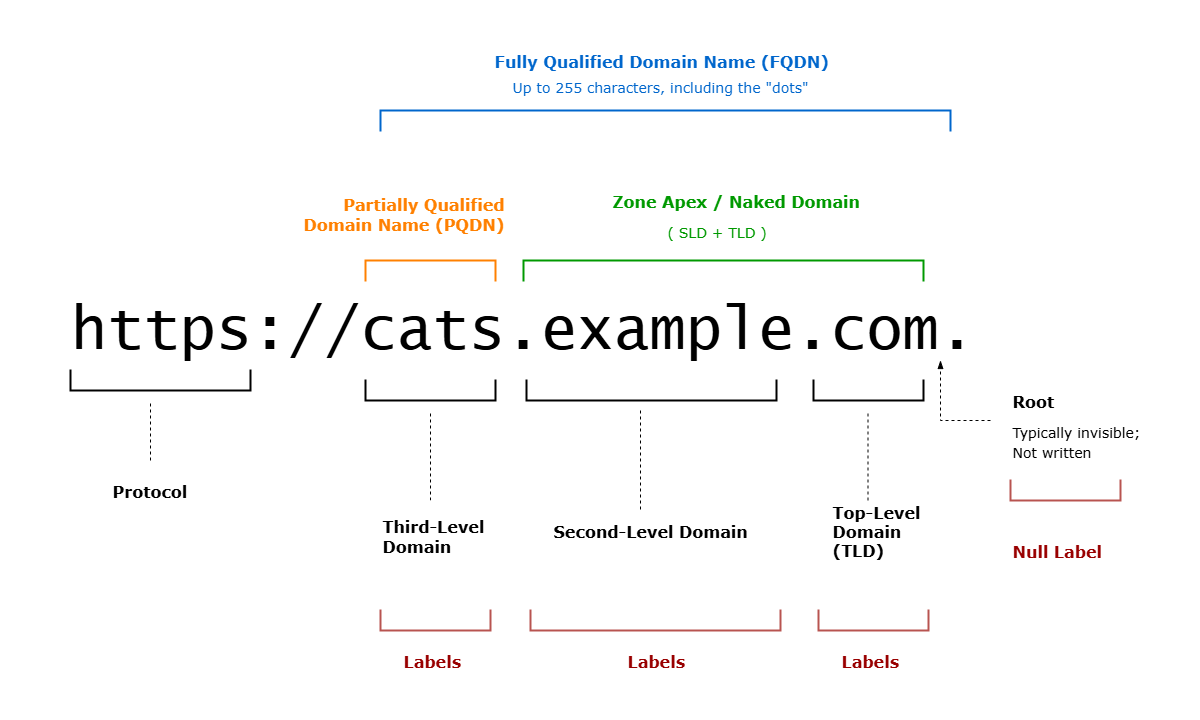 Fully Qualified Domain Name (FQDN)
Up to 255 characters, including the "dots"
Partially Qualified
Domain Name (PQDN)
Zone Apex / Naked Domain
( SLD + TLD )
https://cats.example.com.
Root
Typically invisible;
Not written
Protocol
Third-Level
Domain
Second-Level Domain
Top-Level
Domain
(TLD)
Null Label
Labels
Labels
Labels